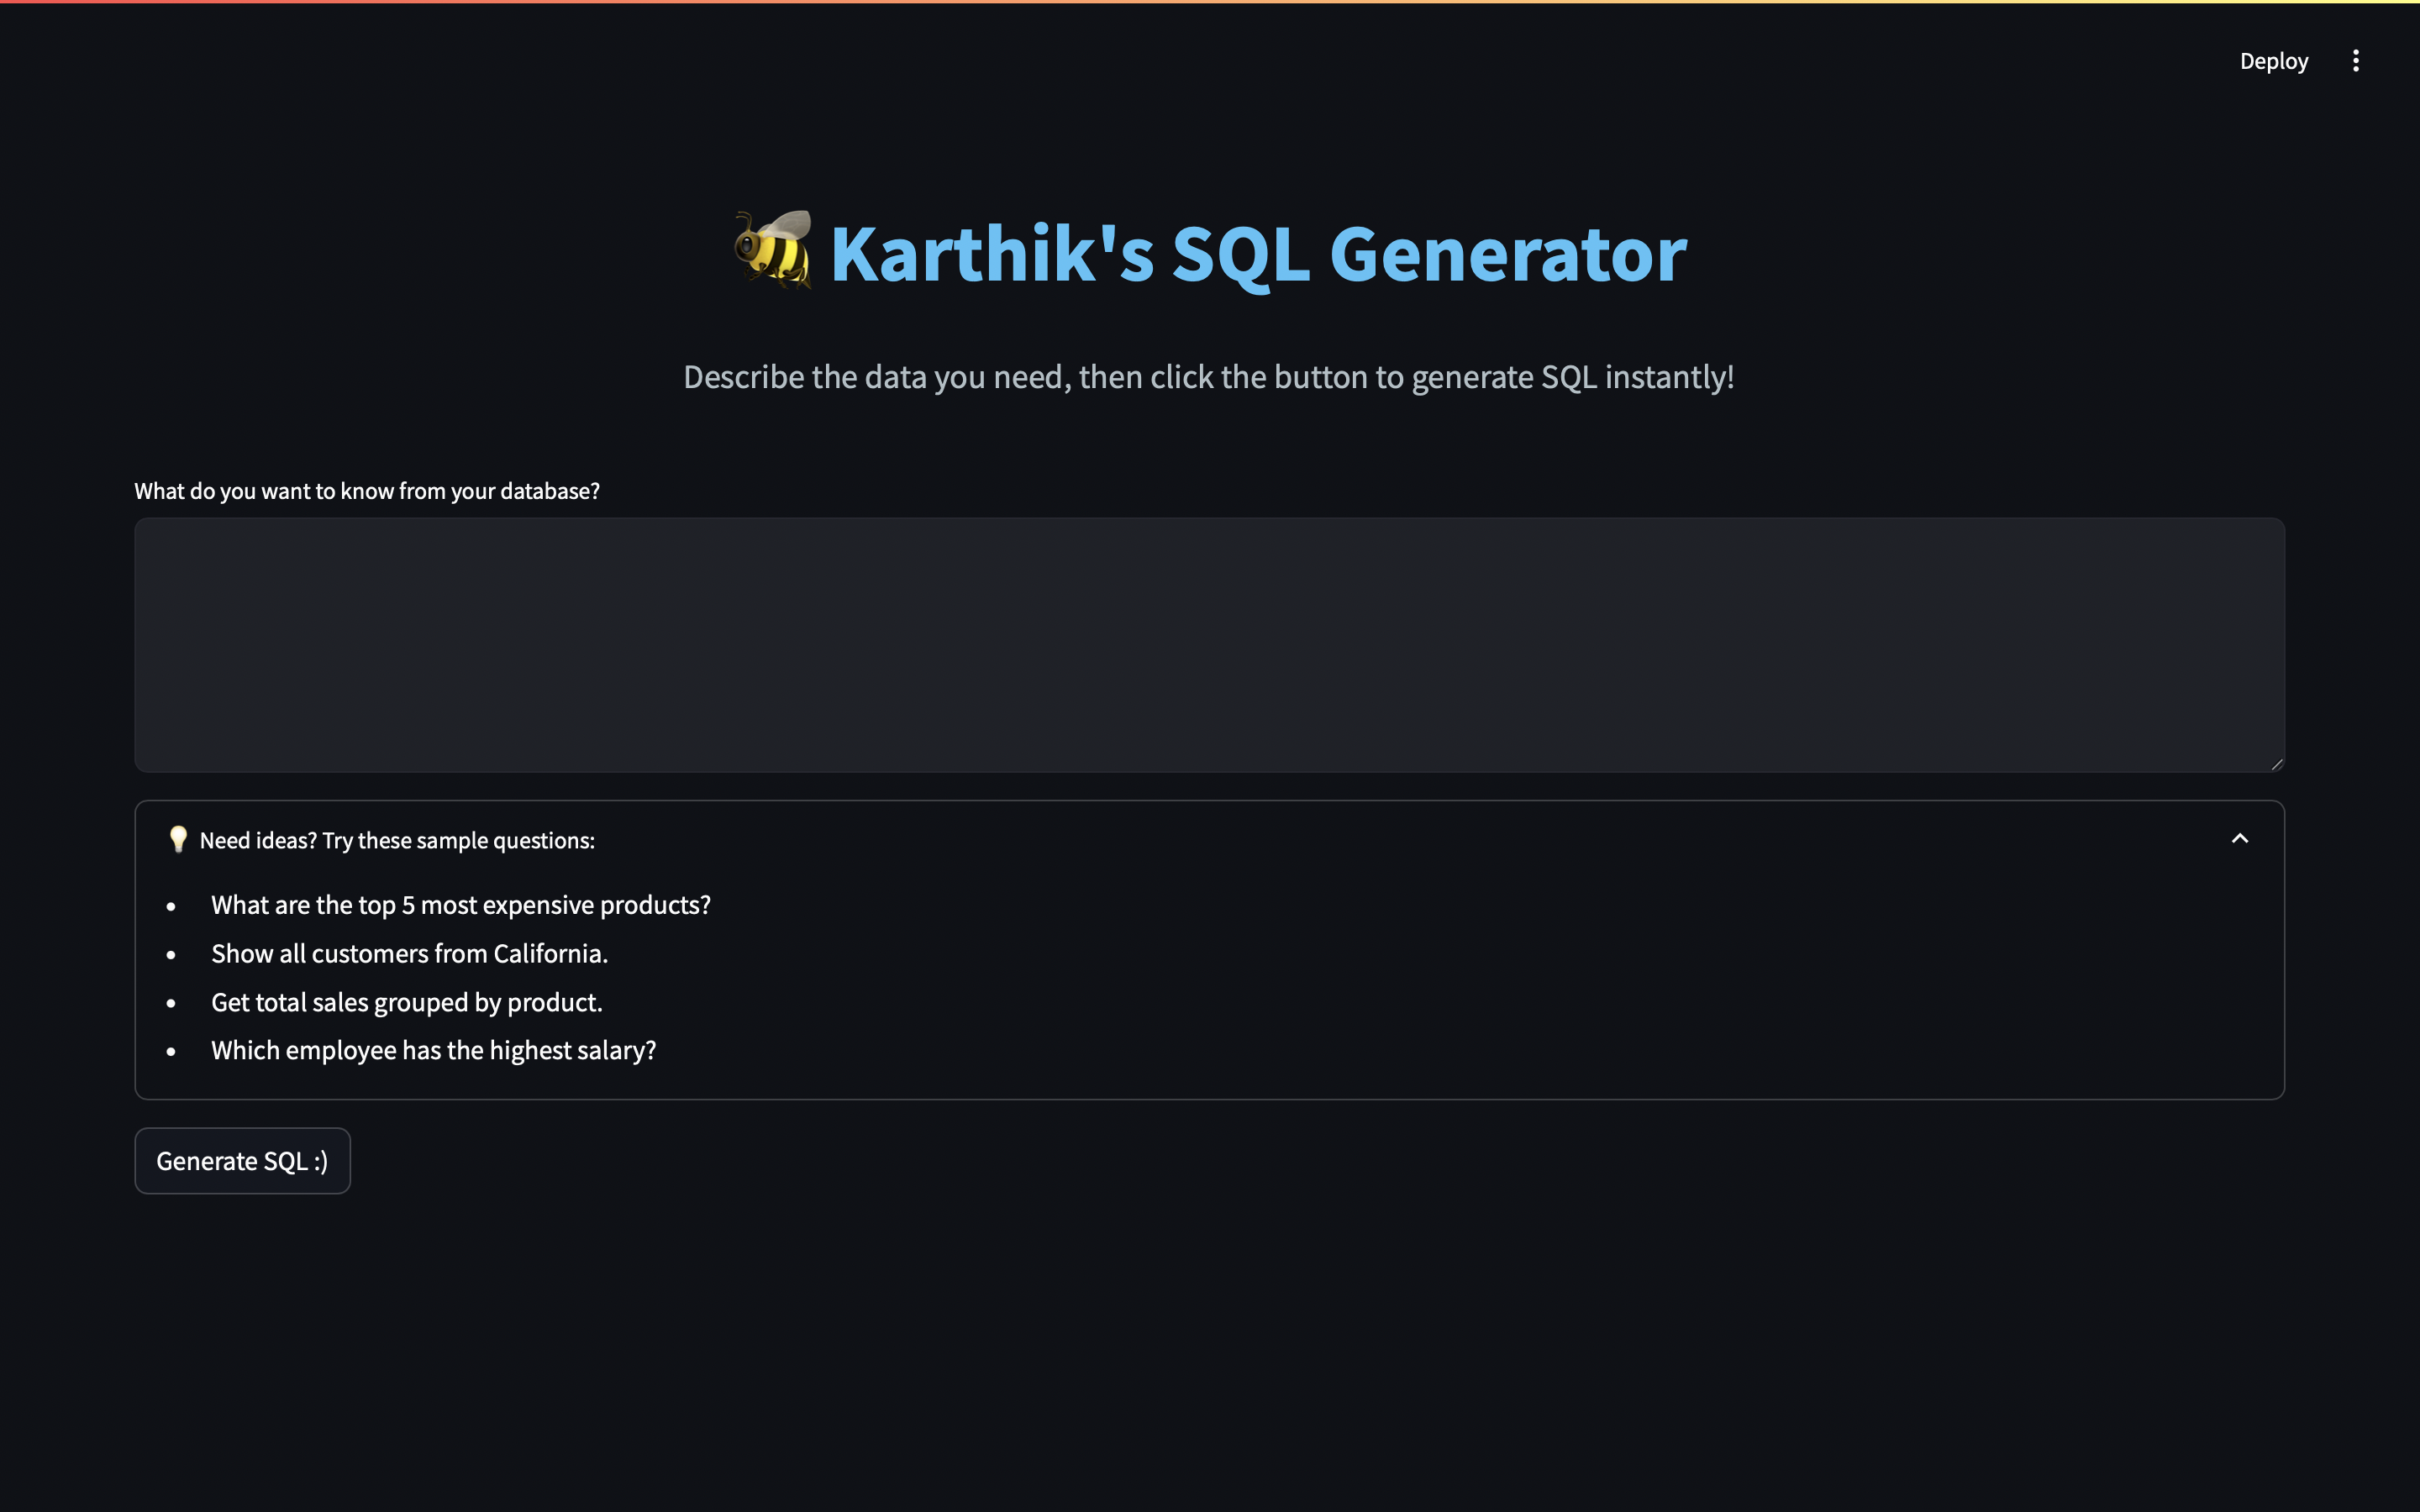 Deploy
Karthik's SQL Generator
Describe the data you need, then click the button to generate SQL instantly!
What do you want to know from your database?
Need ideas? Try these sample questions:
• What are the top 5 most expensive products?
• Show all customers from California.
• Get total sales grouped by product.
• Which employee has the highest salary?
Generate SQL :)